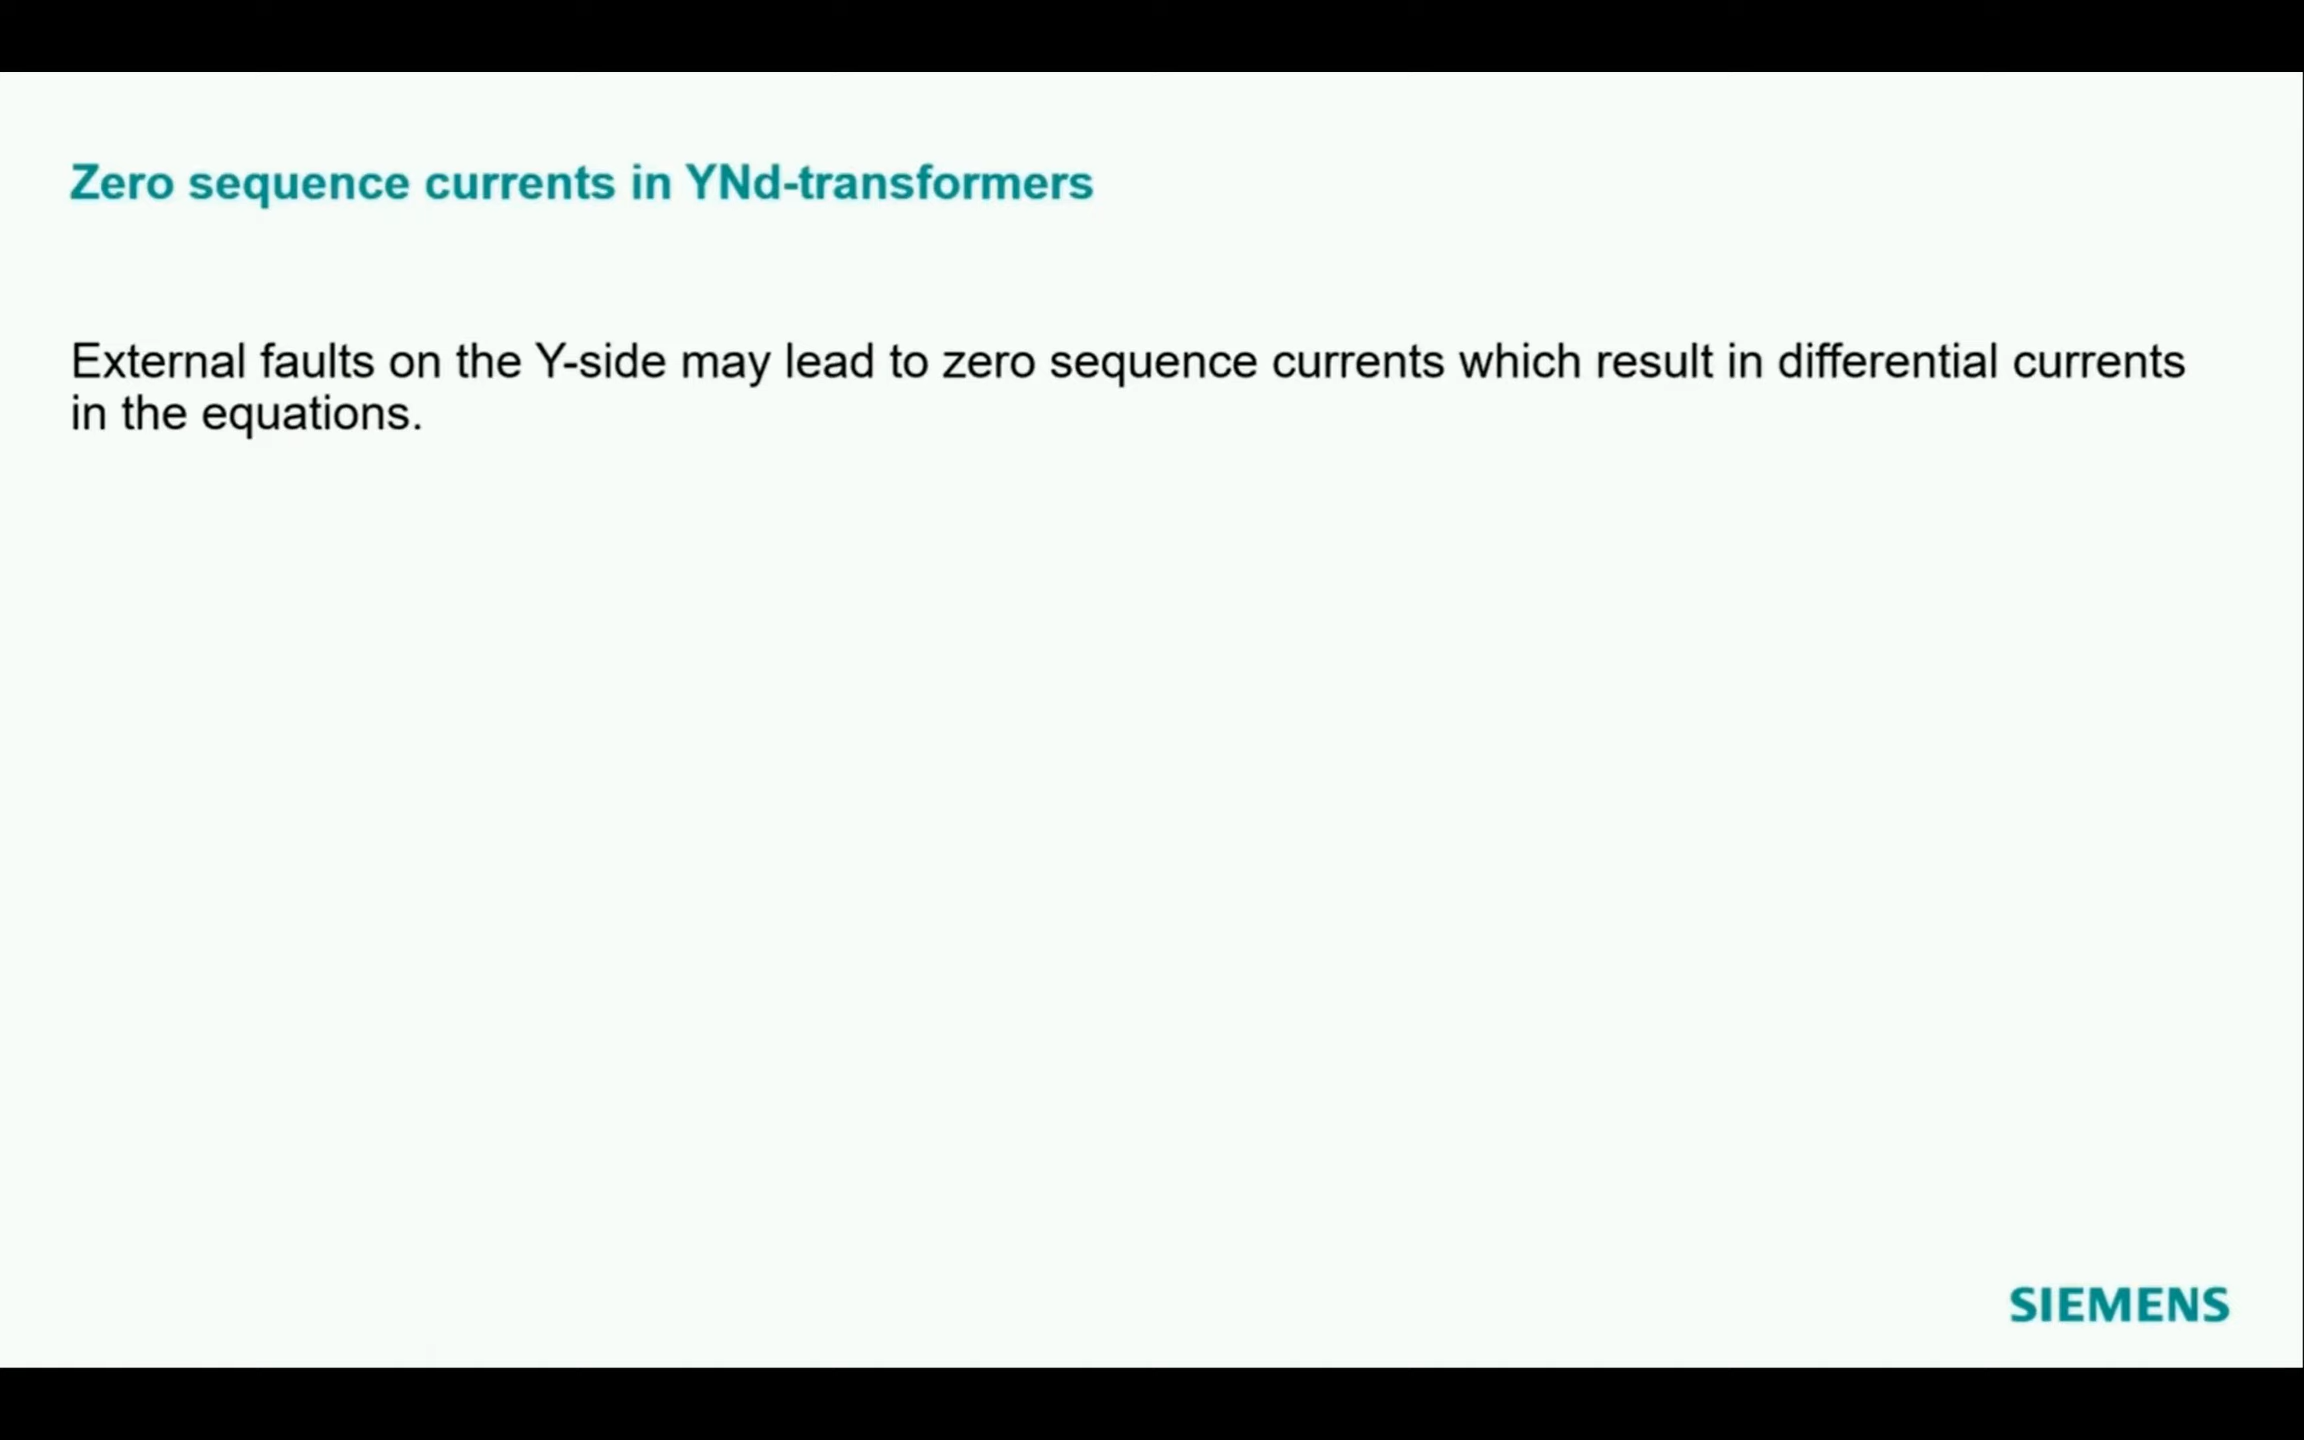 Zero sequence currents in YNd-transformers
External faults on the Y-side may lead to zero sequence currents which result in differential currents
in the equations.
SIEMENS